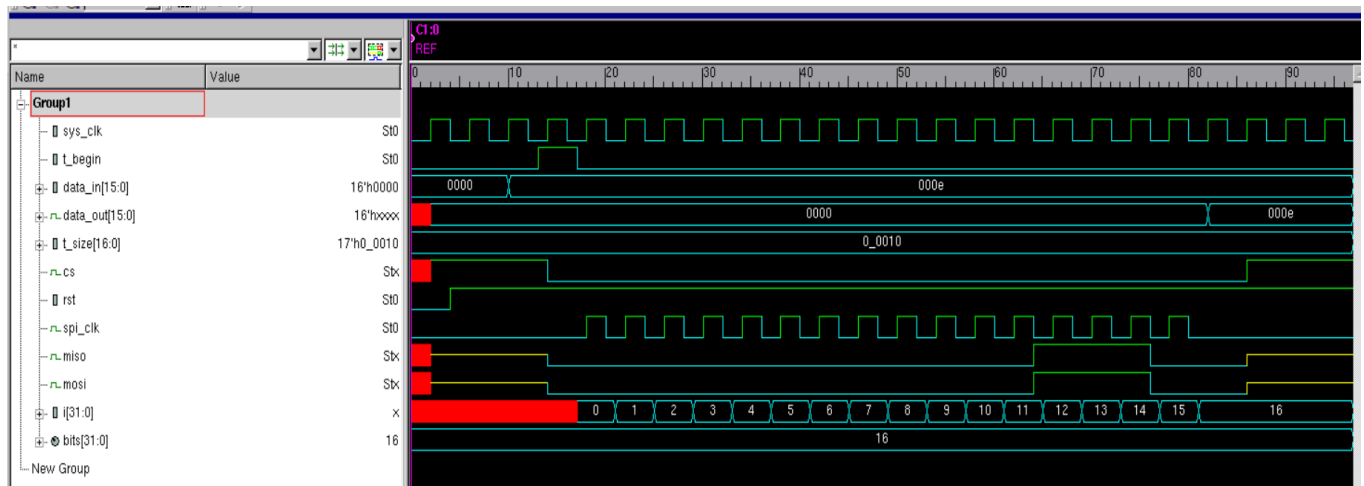 C1:0
REF
*
Name Value
0 10 20 30 40 50 60 70 80 90
Group1
sys_clk St0
t_begin St0
data_in[15:0] 16'h0000 0000 000e
data_out[15:0] 16'hxxxx 0000 000e
t_size[16:0] 17'h0_0010 0_0010
cs Stx
rst St0
spi_clk St0
miso Stx
mosi Stx
i[31:0] x 0 1 2 3 4 5 6 7 8 9 10 11 12 13 14 15 16
bits[31:0] 16 16
New Group